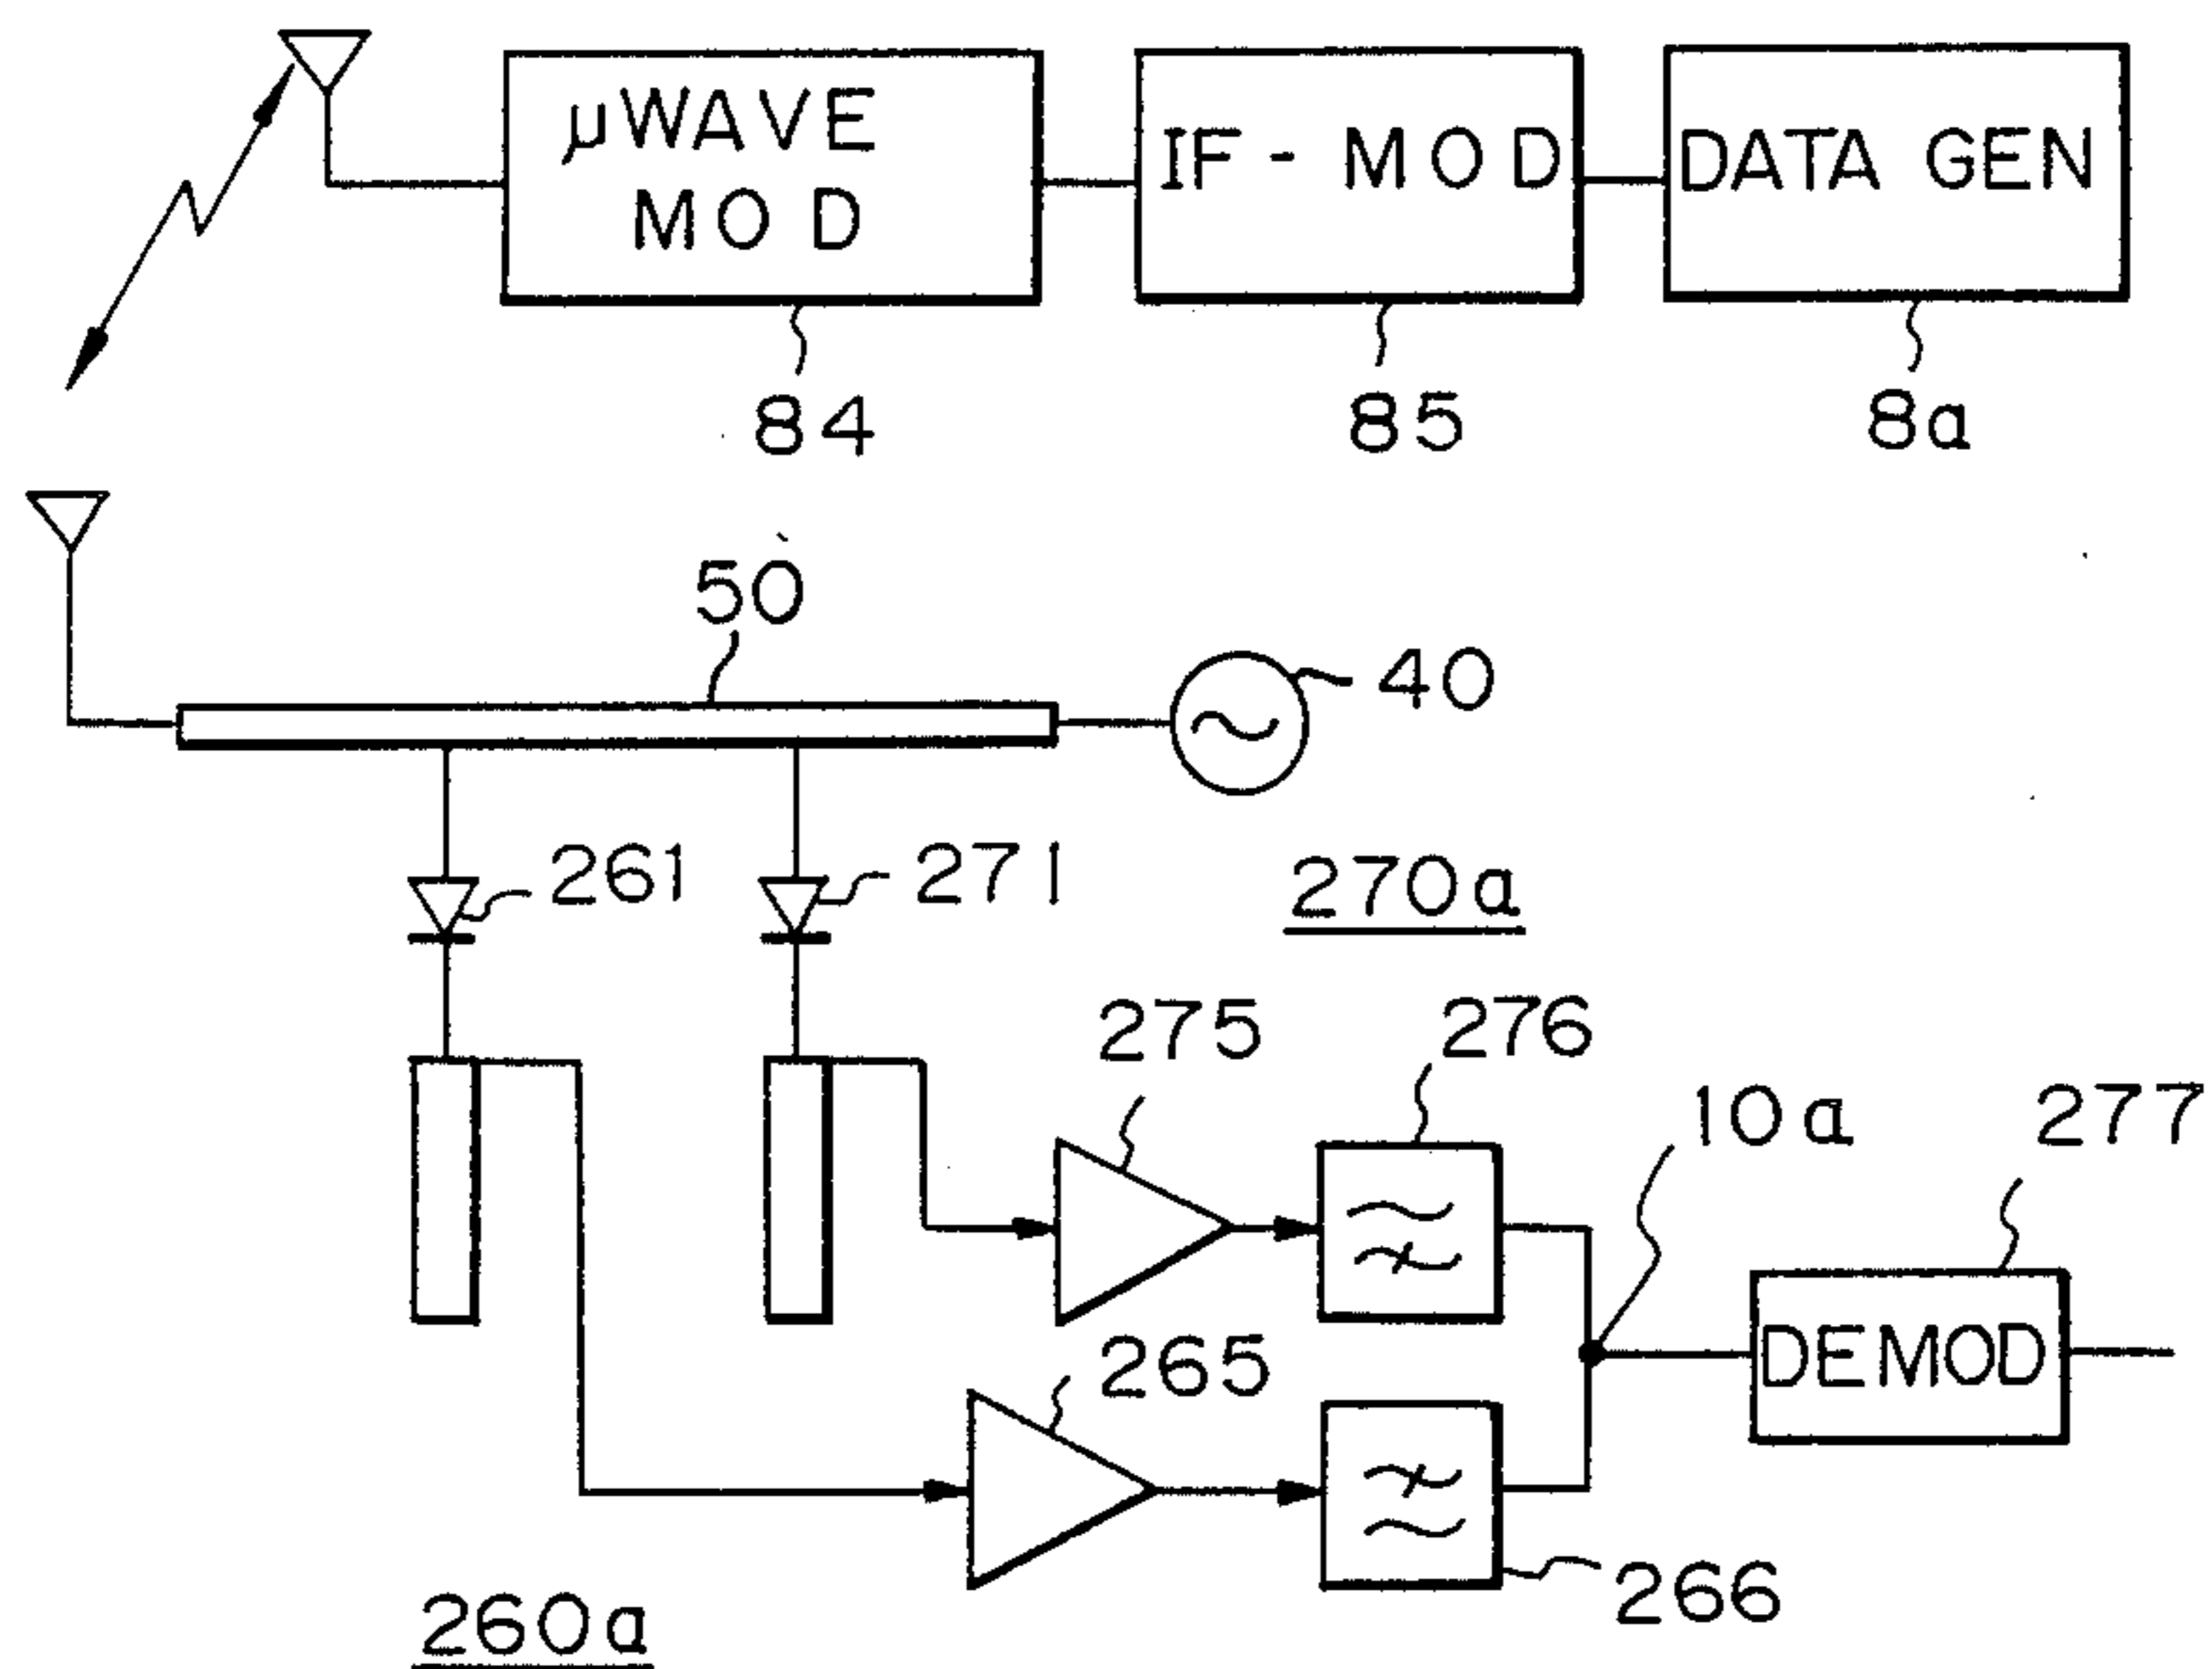 μWAVE
MOD
IF-MOD
DATA GEN
84
85
8a
50
40
261
271
270a
275
276
10a
277
265
DEMOD
266
260a